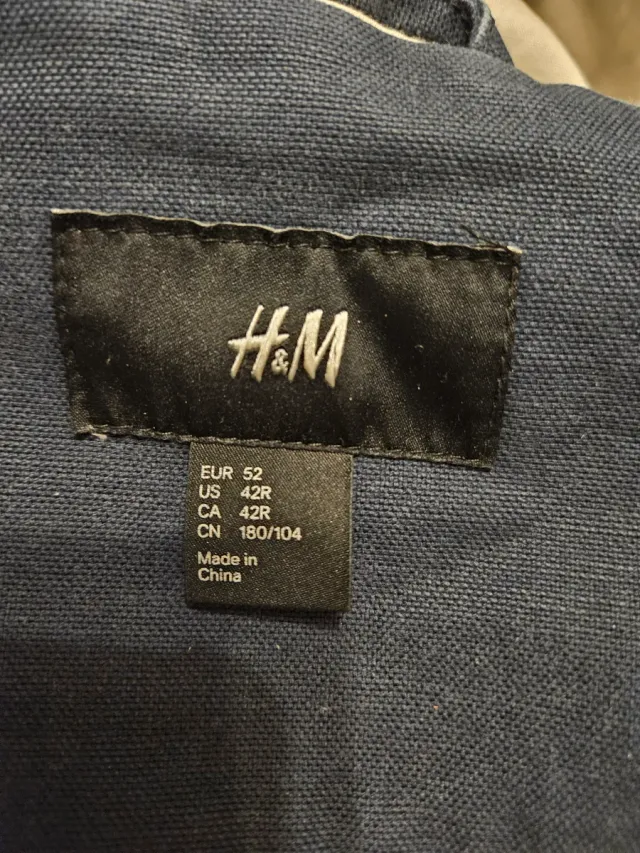 H&M
EUR 52
US 42R
CA 42R
CN 180/104
Made in
China